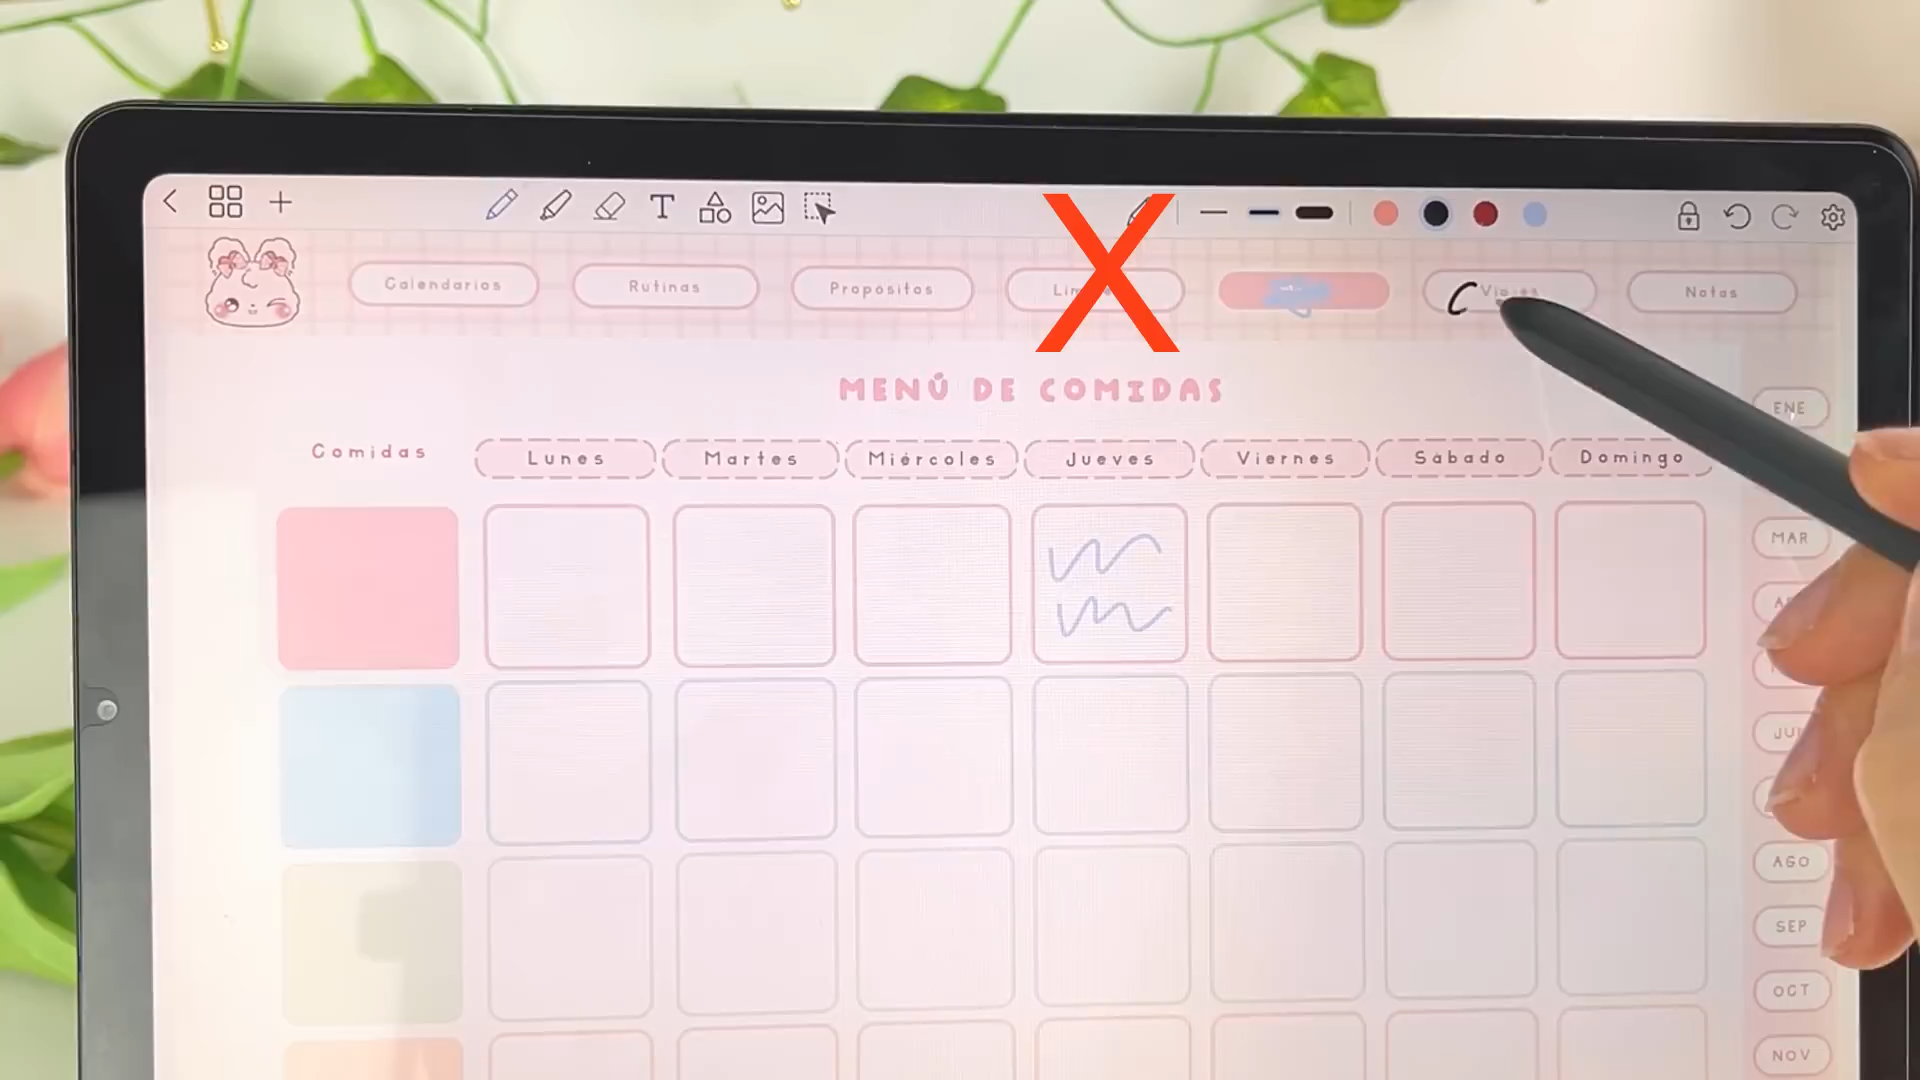 T
X
Calendarios
Rutinas
Propósitos
Notas
MENÚ DE COMIDAS
Comidas
Lunes
Martes
Miércoles
Jueves
Viernes
Sábado
Domingo
ENE
MAR
AGO
SEP
OCT
NOV